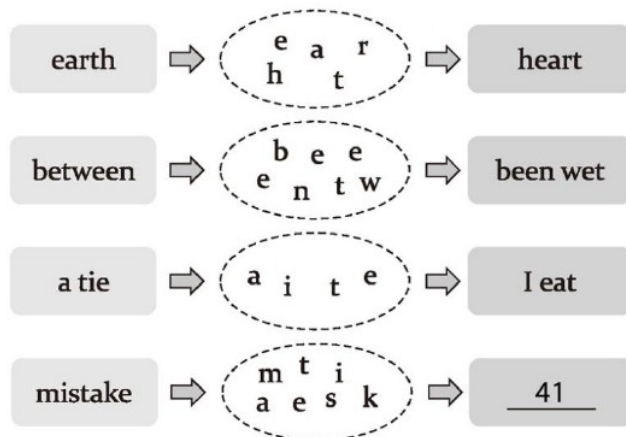 earth
e a r
h t
heart
between
b e e
e n t w
been wet
a tie
a i t e
I eat
mistake
m t i
a e s k
41